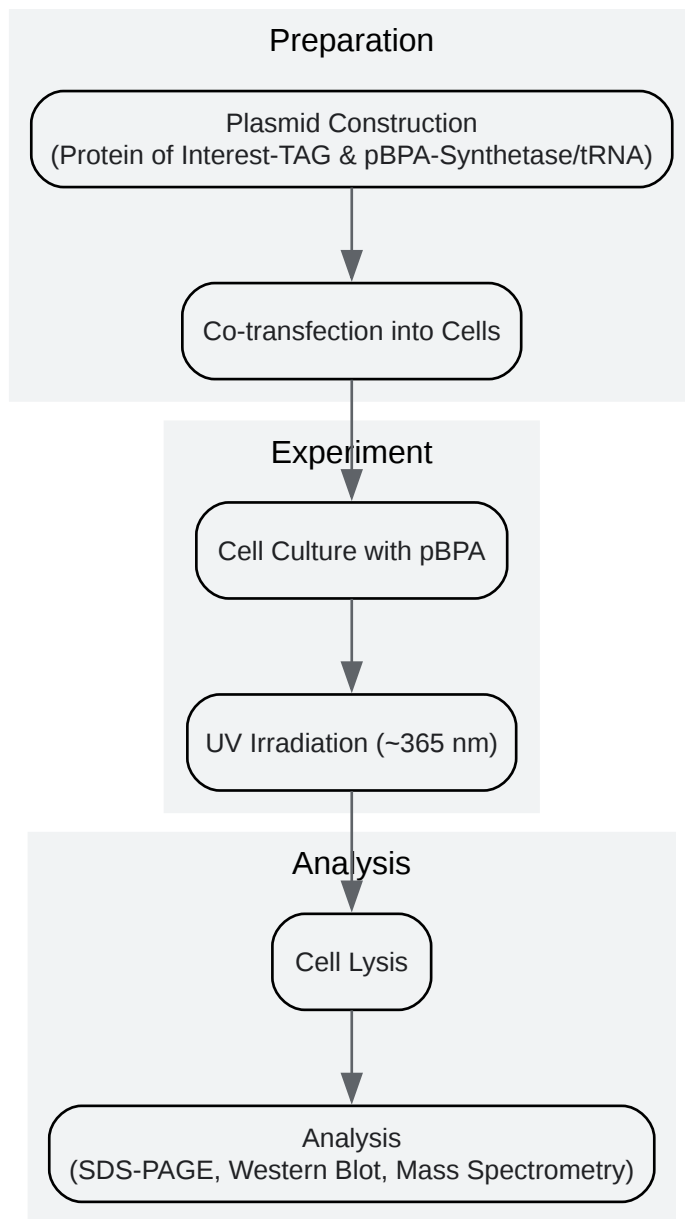 Preparation
Plasmid Construction
(Protein of Interest-TAG & pBPA-Synthetase/tRNA)
Co-transfection into Cells
Experiment
Cell Culture with pBPA
UV Irradiation (~365 nm)
Analysis
Cell Lysis
Analysis
(SDS-PAGE, Western Blot, Mass Spectrometry)